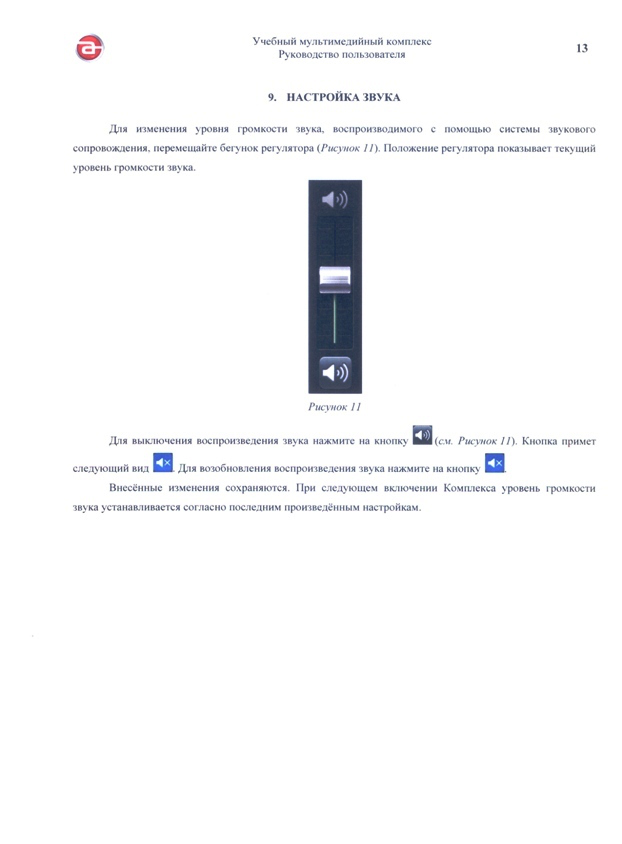 Учебный мультимедийный комплекс
Руководство пользователя
13
9. НАСТРОЙКА ЗВУКА
Для изменения уровня громкости звука, воспроизводимого с помощью системы звукового
сопровождения, перемещайте бегунок регулятора (Рисунок 11). Положение регулятора показывает текущий
уровень громкости звука.
Рисунок 11
Для выключения воспроизведения звука нажмите на кнопку (см. Рисунок 11). Кнопка примет
следующий вид . Для возобновления воспроизведения звука нажмите на кнопку .
Внесённые изменения сохраняются. При следующем включении Комплекса уровень громкости
звука устанавливается согласно последним произведённым настройкам.